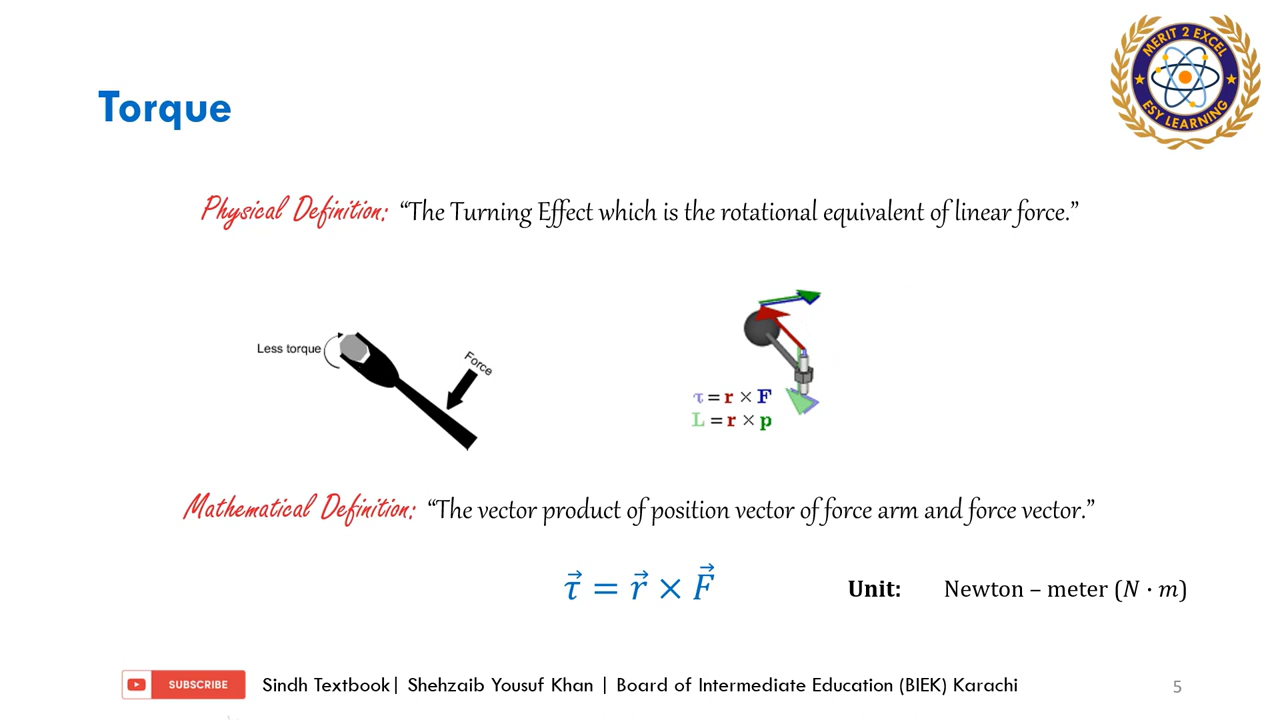 MERIT 2 EXCEL
ESY LEARNING
Torque
Physical Definition: “The Turning Effect which is the rotational equivalent of linear force.”
Less torque
Force
τ = r × F
L = r × p
Mathematical Definition: “The vector product of position vector of force arm and force vector.”
τ⃗ = r⃗ × F⃗
Unit: Newton – meter (N · m)
SUBSCRIBE
Sindh Textbook| Shehzaib Yousuf Khan | Board of Intermediate Education (BIEK) Karachi
5